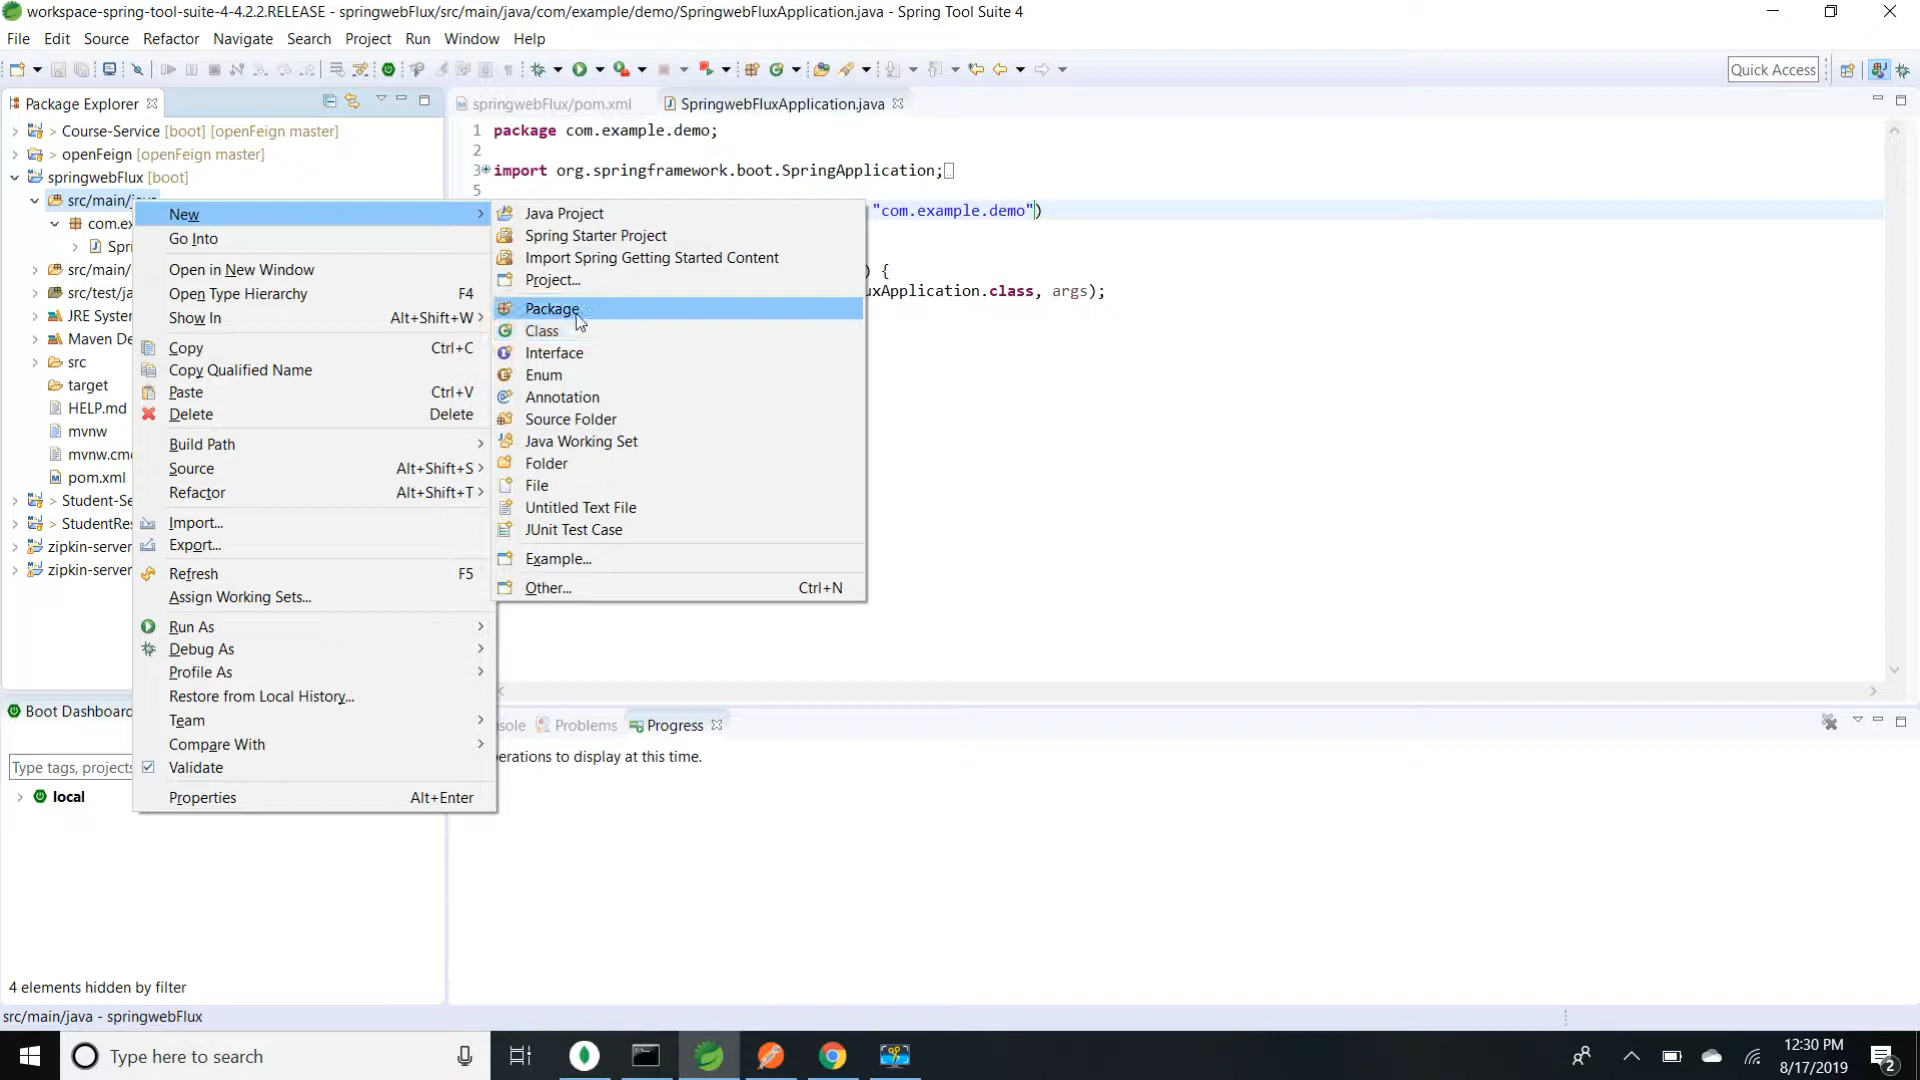 workspace-spring-tool-suite-4-4.2.2.RELEASE - springwebFlux/src/main/java/com/example/demo/SpringwebFluxApplication.java - Spring Tool Suite 4
File Edit Source Refactor Navigate Search Project Run Window Help
Quick Access
Package Explorer
> Course-Service [boot] [openFeign master]
> openFeign [openFeign master]
springwebFlux [boot]
src/main/java
com.ex
Spri
src/main/
src/test/ja
JRE System
Maven De
src
target
HELP.md
mvnw
mvnw.cmd
pom.xml
> Student-Se
> StudentRes
zipkin-server
zipkin-server
New
Go Into
Open in New Window
Open Type Hierarchy F4
Show In Alt+Shift+W
Copy Ctrl+C
Copy Qualified Name
Paste Ctrl+V
Delete Delete
Build Path
Source Alt+Shift+S
Refactor Alt+Shift+T
Import...
Export...
Refresh F5
Assign Working Sets...
Run As
Debug As
Profile As
Restore from Local History...
Team
Compare With
Validate
Properties Alt+Enter
Java Project
Spring Starter Project
Import Spring Getting Started Content
Project...
Package
Class
Interface
Enum
Annotation
Source Folder
Java Working Set
Folder
File
Untitled Text File
JUnit Test Case
Example...
Other... Ctrl+N
springwebFlux/pom.xml SpringwebFluxApplication.java
1 package com.example.demo;
2
3 import org.springframework.boot.SpringApplication;
5
"com.example.demo")
) {
uxApplication.class, args);
Boot Dashboard
Type tags, projects
local
4 elements hidden by filter
sole Problems Progress
erations to display at this time.
src/main/java - springwebFlux
Type here to search
12:30 PM
8/17/2019
2